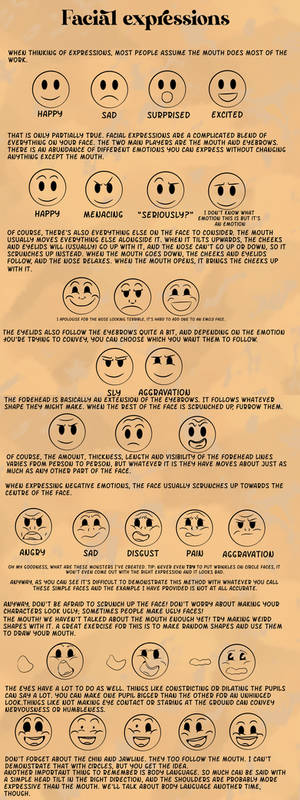 Facial expressions
WHEN THINKING OF EXPRESSIONS, MOST PEOPLE ASSUME THE MOUTH DOES MOST OF THE
WORK.
HAPPY SAD SURPRISED EXCITED
THAT IS ONLY PARTIALLY TRUE. FACIAL EXPRESSIONS ARE A COMPLICATED BLEND OF
EVERYTHING ON YOUR FACE. THE TWO MAIN PLAYERS ARE THE MOUTH AND EYEBROWS.
THERE IS AN ABUNDANCE OF DIFFERENT EMOTIONS YOU CAN EXPRESS WITHOUT CHANGING
ANYTHING EXCEPT THE MOUTH.
HAPPY MENACING "SERIOUSLY?" I DON'T KNOW WHAT
EMOTION THIS IS BUT IT'S
AN EMOTION
OF COURSE, THERE'S ALSO EVERYTHING ELSE ON THE FACE TO CONSIDER. THE MOUTH
USUALLY MOVES EVERYTHING ELSE ALONGSIDE IT. WHEN IT TILTS UPWARDS, THE CHEEKS
AND EYELIDS WILL (USUALLY) GO UP WITH IT, AND THE NOSE CAN'T GO UP OR DOWN, SO IT
SCRUNCHES UP INSTEAD. WHEN THE MOUTH GOES DOWN, THE CHEEKS AND EYELIDS
FOLLOW, AND THE NOSE RELAXES. WHEN THE MOUTH OPENS, IT BRINGS THE CHEEKS UP
WITH IT.
I APOLOGISE FOR THE NOSE LOOKING TERRIBLE, IT'S HARD TO ADD ONE TO AN EMOJI FACE.
THE EYELIDS ALSO FOLLOW THE EYEBROWS QUITE A BIT, AND DEPENDING ON THE EMOTION
YOU'RE TRYING TO CONVEY, YOU CAN CHOOSE WHICH YOU WANT THEM TO FOLLOW.
SLY AGGRAVATION
THE FOREHEAD IS BASICALLY AN EXTENSION OF THE EYEBROWS. IT FOLLOWS WHATEVER
SHAPE THEY MIGHT MAKE. WHEN THE REST OF THE FACE IS SCRUNCHED UP, FURROW THEM.
OF COURSE, THE AMOUNT, THICKNESS, LENGTH AND VISIBILITY OF THE FOREHEAD LINES
VARIES FROM PERSON TO PERSON, BUT WHATEVER IT IS THEY HAVE MOVES ABOUT JUST AS
MUCH AS ANY OTHER PART OF THE FACE.
WHEN EXPRESSING NEGATIVE EMOTIONS, THE FACE USUALLY SCRUNCHES UP TOWARDS THE
CENTRE OF THE FACE.
ANGRY SAD DISGUST PAIN AGGRAVATION
OH MY GOODNESS, WHAT ARE THESE MONSTERS I'VE CREATED. TIP: NEVER EVEN TRY TO PUT WRINKLES ON CIRCLE FACES, IT
WON'T EVEN COME OUT WITH THE RIGHT EXPRESSION AND IT LOOKS BAD.
ANYWAY, AS YOU CAN SEE IT'S DIFFICULT TO DEMONSTRATE THIS METHOD WITH WHATEVER YOU CALL
THESE SIMPLE FACES AND THE EXAMPLE I HAVE PROVIDED IS NOT AT ALL ACCURATE.
ANYWAY, DON'T BE AFRAID TO SCRUNCH UP THE FACE! DON'T WORRY ABOUT MAKING YOUR
CHARACTERS LOOK UGLY, SOMETIMES PEOPLE MAKE UGLY FACES!
THE MOUTH! WE HAVEN'T TALKED ABOUT THE MOUTH ENOUGH YET! TRY MAKING WEIRD
SHAPES WITH IT. A GREAT EXERCISE FOR THIS IS TO MAKE RANDOM SHAPES AND USE THEM
TO DRAW YOUR MOUTH.
THE EYES HAVE A LOT TO DO AS WELL. THINGS LIKE CONSTRICTING OR DILATING THE PUPILS
CAN SAY A LOT. YOU CAN MAKE ONE PUPIL BIGGER THAN THE OTHER FOR AN UNHINGED
LOOK. THINGS LIKE NOT MAKING EYE CONTACT OR STARING AT THE GROUND CAN CONVEY
NERVOUSNESS OR HUMBLENESS.
DON'T FORGET ABOUT THE CHIN AND JAWLINE. THEY TOO FOLLOW THE MOUTH. I CAN'T
DEMONSTRATE THAT WITH CIRCLES, BUT YOU GET THE IDEA.
ANOTHER IMPORTANT THING TO REMEMBER IS BODY LANGUAGE. SO MUCH CAN BE SAID WITH
A SIMPLE HEAD TILT IN THE RIGHT DIRECTION, AND THE SHOULDERS ARE PROBABLY MORE
EXPRESSIVE THAN THE MOUTH. WE'LL TALK ABOUT BODY LANGUAGE ANOTHER TIME,
THOUGH.